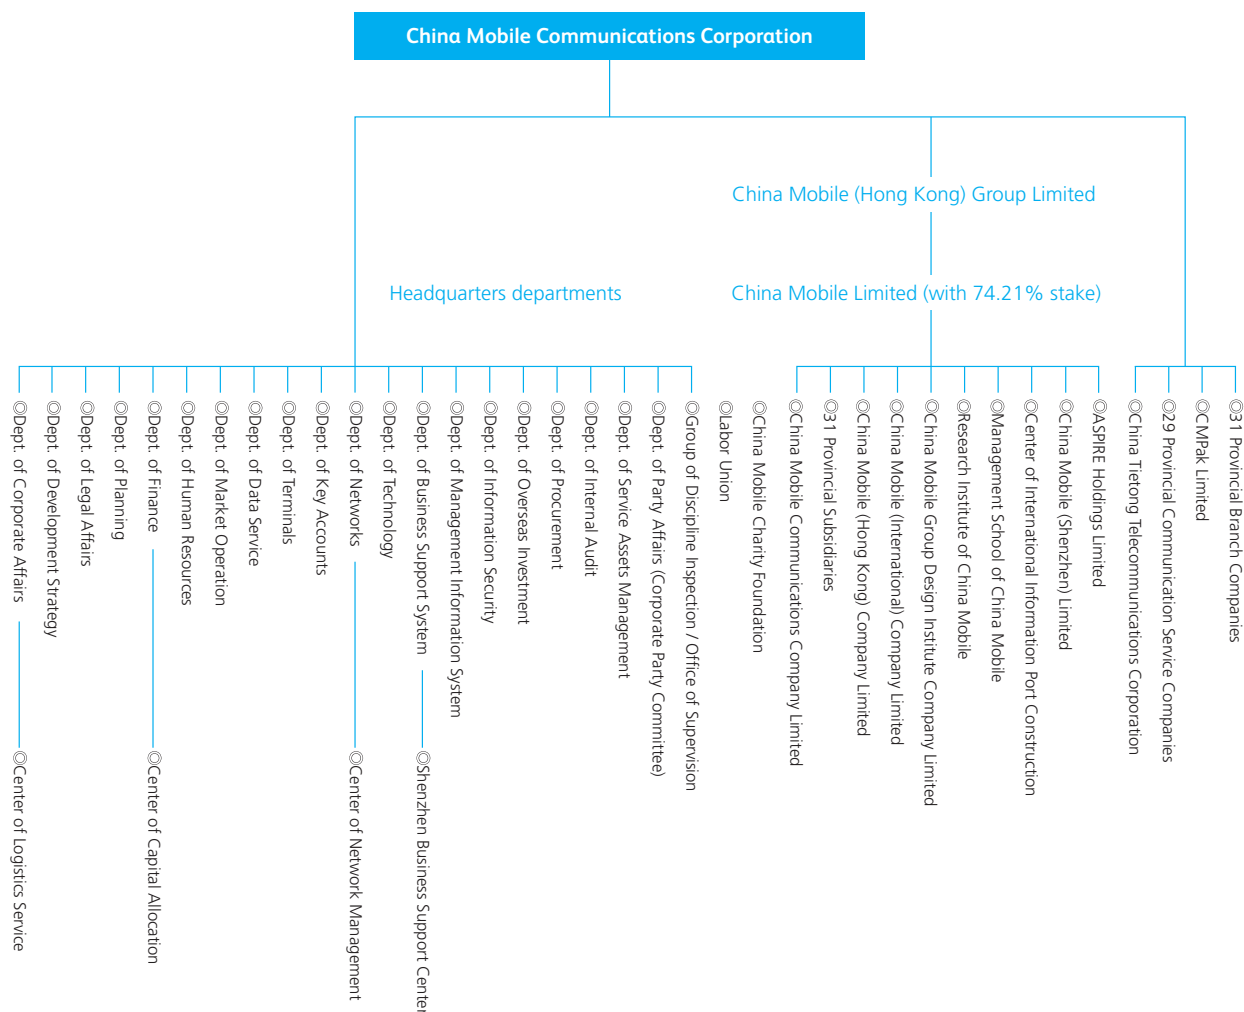 China Mobile Communications Corporation
China Mobile (Hong Kong) Group Limited
Headquarters departments
China Mobile Limited (with 74.21% stake)
◎Dept. of Corporate Affairs
◎Dept. of Development Strategy
◎Dept. of Legal Affairs
◎Dept. of Planning
◎Dept. of Finance
◎Dept. of Human Resources
◎Dept. of Market Operation
◎Dept. of Data Service
◎Dept. of Terminals
◎Dept. of Key Accounts
◎Dept. of Networks
◎Dept. of Technology
◎Dept. of Business Support System
◎Dept. of Management Information System
◎Dept. of Information Security
◎Dept. of Overseas Investment
◎Dept. of Procurement
◎Dept. of Internal Audit
◎Dept. of Service Assets Management
◎Dept. of Party Affairs (Corporate Party Committee)
◎Group of Discipline Inspection / Office of Supervision
◎Labor Union
◎China Mobile Charity Foundation
◎China Mobile Communications Company Limited
◎31 Provincial Subsidiaries
◎China Mobile (Hong Kong) Company Limited
◎China Mobile (International) Company Limited
◎China Mobile Group Design Institute Company Limited
◎Research Institute of China Mobile
◎Management School of China Mobile
◎Center of International Information Port Construction
◎China Mobile (Shenzhen) Limited
◎ASPIRE Holdings Limited
◎China Tietong Telecommunications Corporation
◎29 Provincial Communication Service Companies
◎CMPak Limited
◎31 Provincial Branch Companies
◎Center of Logistics Service
◎Center of Capital Allocation
◎Center of Network Management
◎Shenzhen Business Support Center